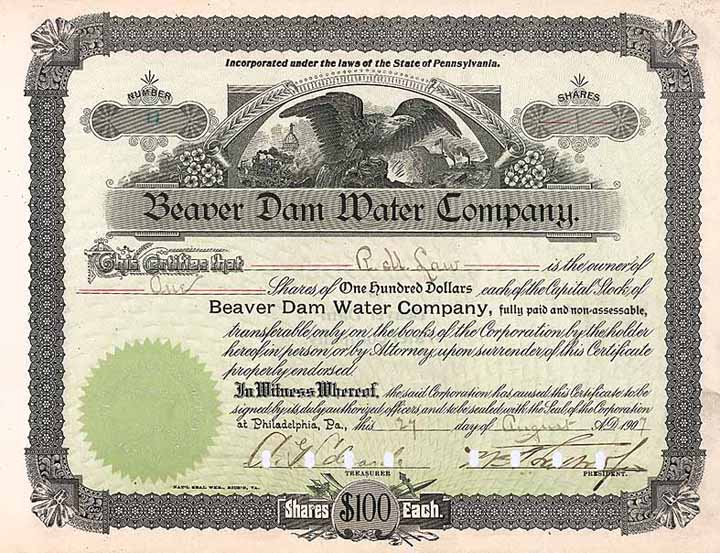 Incorporated under the laws of the State of Pennsylvania.
NUMBER
SHARES
Beaver Dam Water Company.
This Certifies that R. M. Law is the owner of
One Shares of One Hundred Dollars each of the Capital Stock of
Beaver Dam Water Company, fully paid and non-assessable,
transferable only on the books of the Corporation by the holder
hereof in person or by Attorney upon surrender of this Certificate
properly endorsed.
In Witness Whereof, the said Corporation has caused this Certificate to be
signed by its duly authorized officers and to be sealed with the Seal of the Corporation
at Philadelphia, Pa., this 27 day of August A.D. 1907
TREASURER
PRESIDENT.
NAT'L SEAL WKS., RICH'D, VA.
Shares $100 Each.